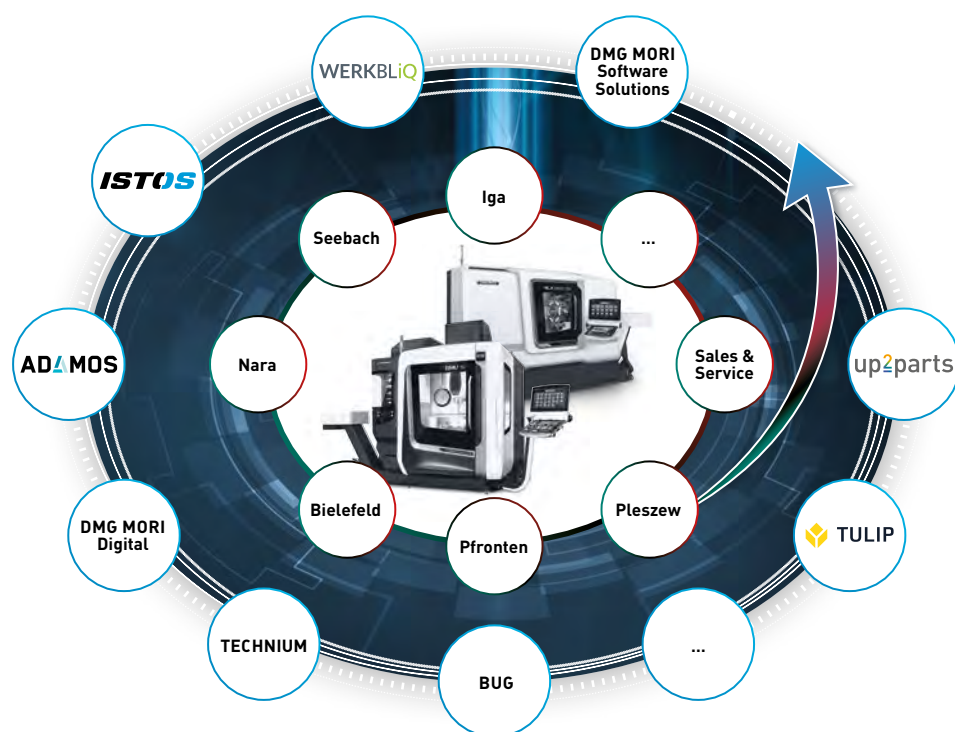 WERKBLiQ
DMG MORI
Software
Solutions
ISTOS
Iga
Seebach
...
ADAMOS
Nara
Sales &
Service
up2parts
Bielefeld
Pleszew
Pfronten
DMG MORI
Digital
TULIP
TECHNIUM
...
BUG